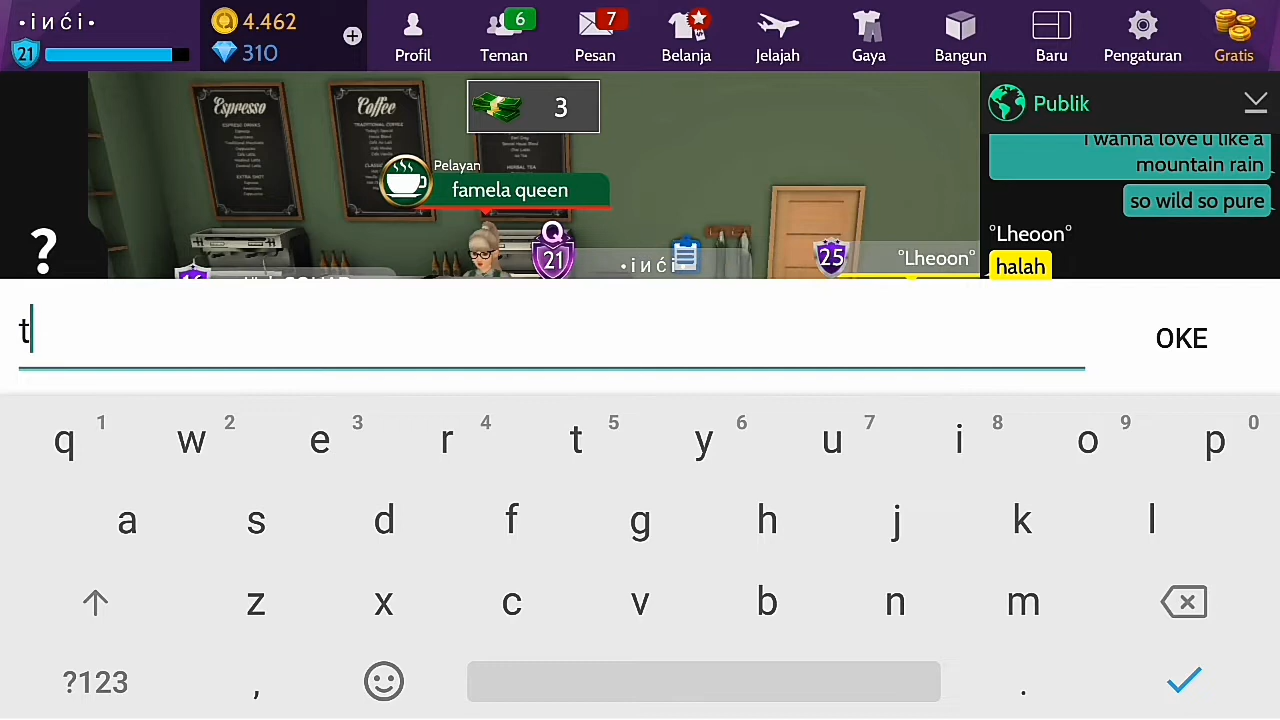 •iнći•
21
4.462
310
Profil
6
Teman
7
Pesan
Belanja
Jelajah
Gaya
Bangun
Baru
Pengaturan
Gratis
Espresso
Coffee
3
Pelayan
famela queen
Q
21
•iнći•
25
°Lheoon°
?
Publik
i wanna love u like a
mountain rain
so wild so pure
°Lheoon°
halah
t
OKE
q 1 w 2 e 3 r 4 t 5 y 6 u 7 i 8 o 9 p 0
a s d f g h j k l
z x c v b n m
?123 , .